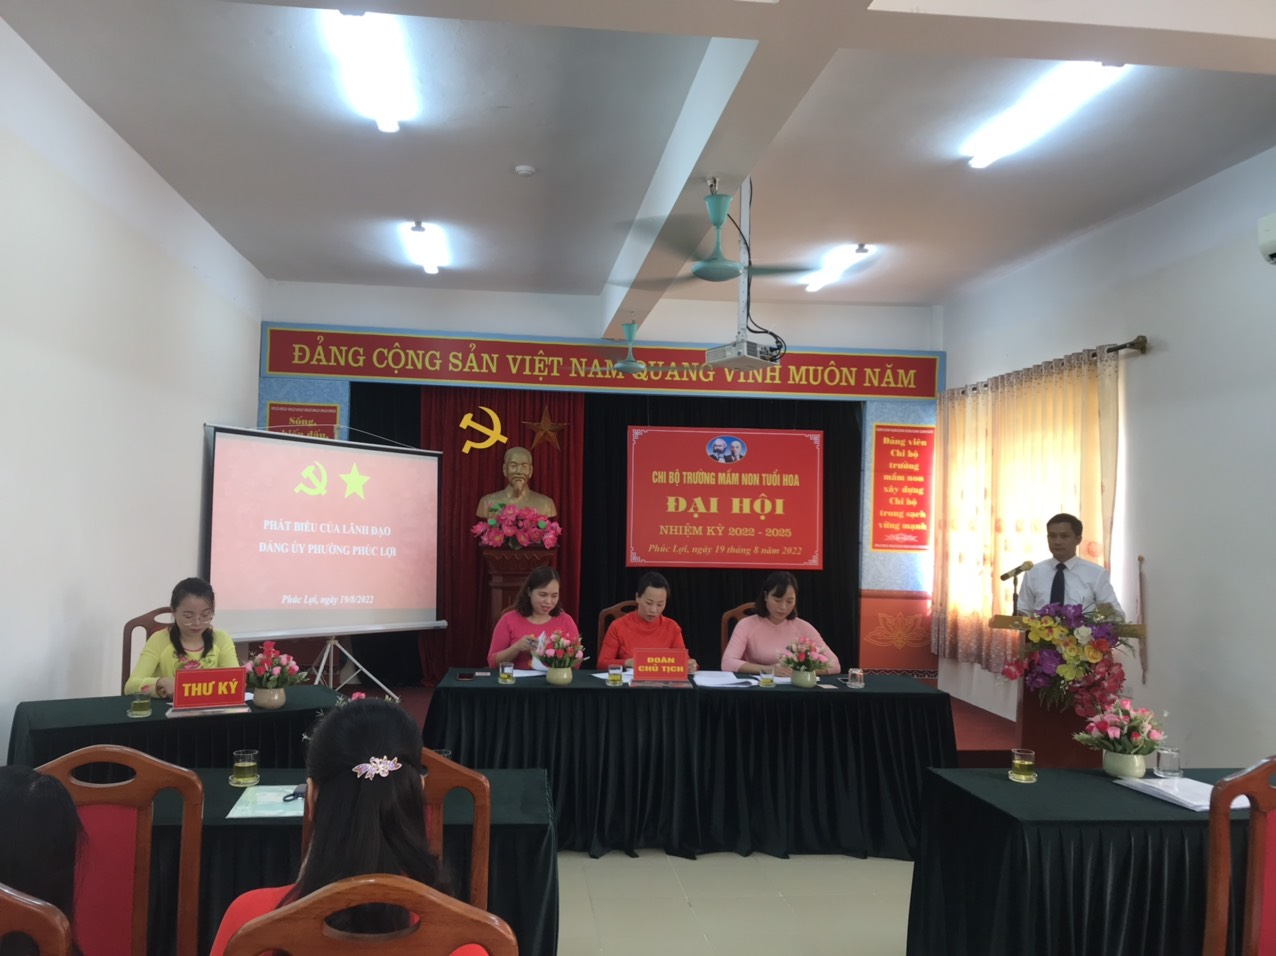 ĐẢNG CỘNG SẢN VIỆT NAM QUANG VINH MUÔN NĂM
Sống,
chiến đấu,
PHÁT BIỂU CỦA LÃNH ĐẠO
ĐẢNG ỦY PHƯỜNG PHÚC LỢI
Phúc Lợi, ngày 19/8/2022
CHI BỘ TRƯỜNG MẦM NON TUỔI HOA
ĐẠI HỘI
NHIỆM KỲ 2022 - 2025
Phúc Lợi, ngày 19 tháng 8 năm 2022
Đảng viên
Chi bộ
trường
mầm non
xây dựng
Chi bộ
trong sạch
vững mạnh
THƯ KÝ
ĐOÀN
CHỦ TỊCH